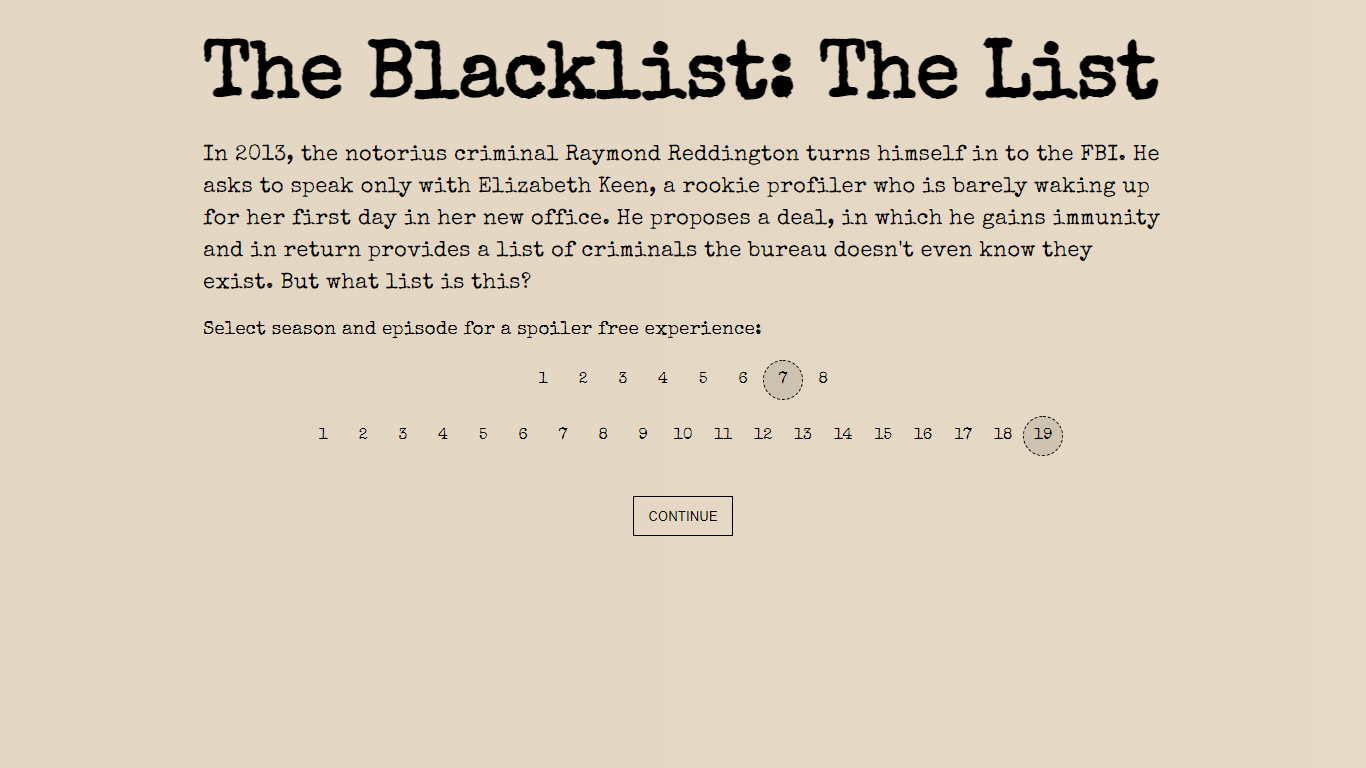 The Blacklist: The List
In 2013, the notorius criminal Raymond Reddington turns himself in to the FBI. He
asks to speak only with Elizabeth Keen, a rookie profiler who is barely waking up
for her first day in her new office. He proposes a deal, in which he gains immunity
and in return provides a list of criminals the bureau doesn't even know they
exist. But what list is this?
Select season and episode for a spoiler free experience:
1 2 3 4 5 6 7 8
1 2 3 4 5 6 7 8 9 10 11 12 13 14 15 16 17 18 19
CONTINUE